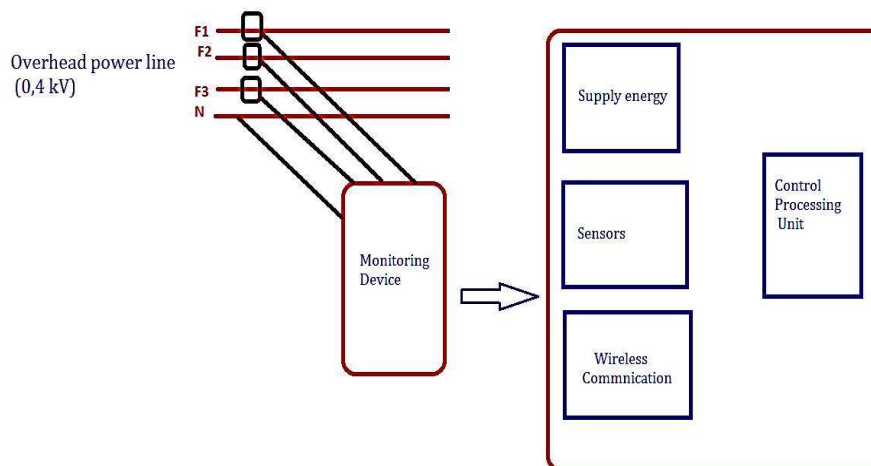 F1
F2
F3
N
Overhead power line
(0,4 kV)
Monitoring
Device
Supply energy
Sensors
Wireless
Commnication
Control
Processing
Unit